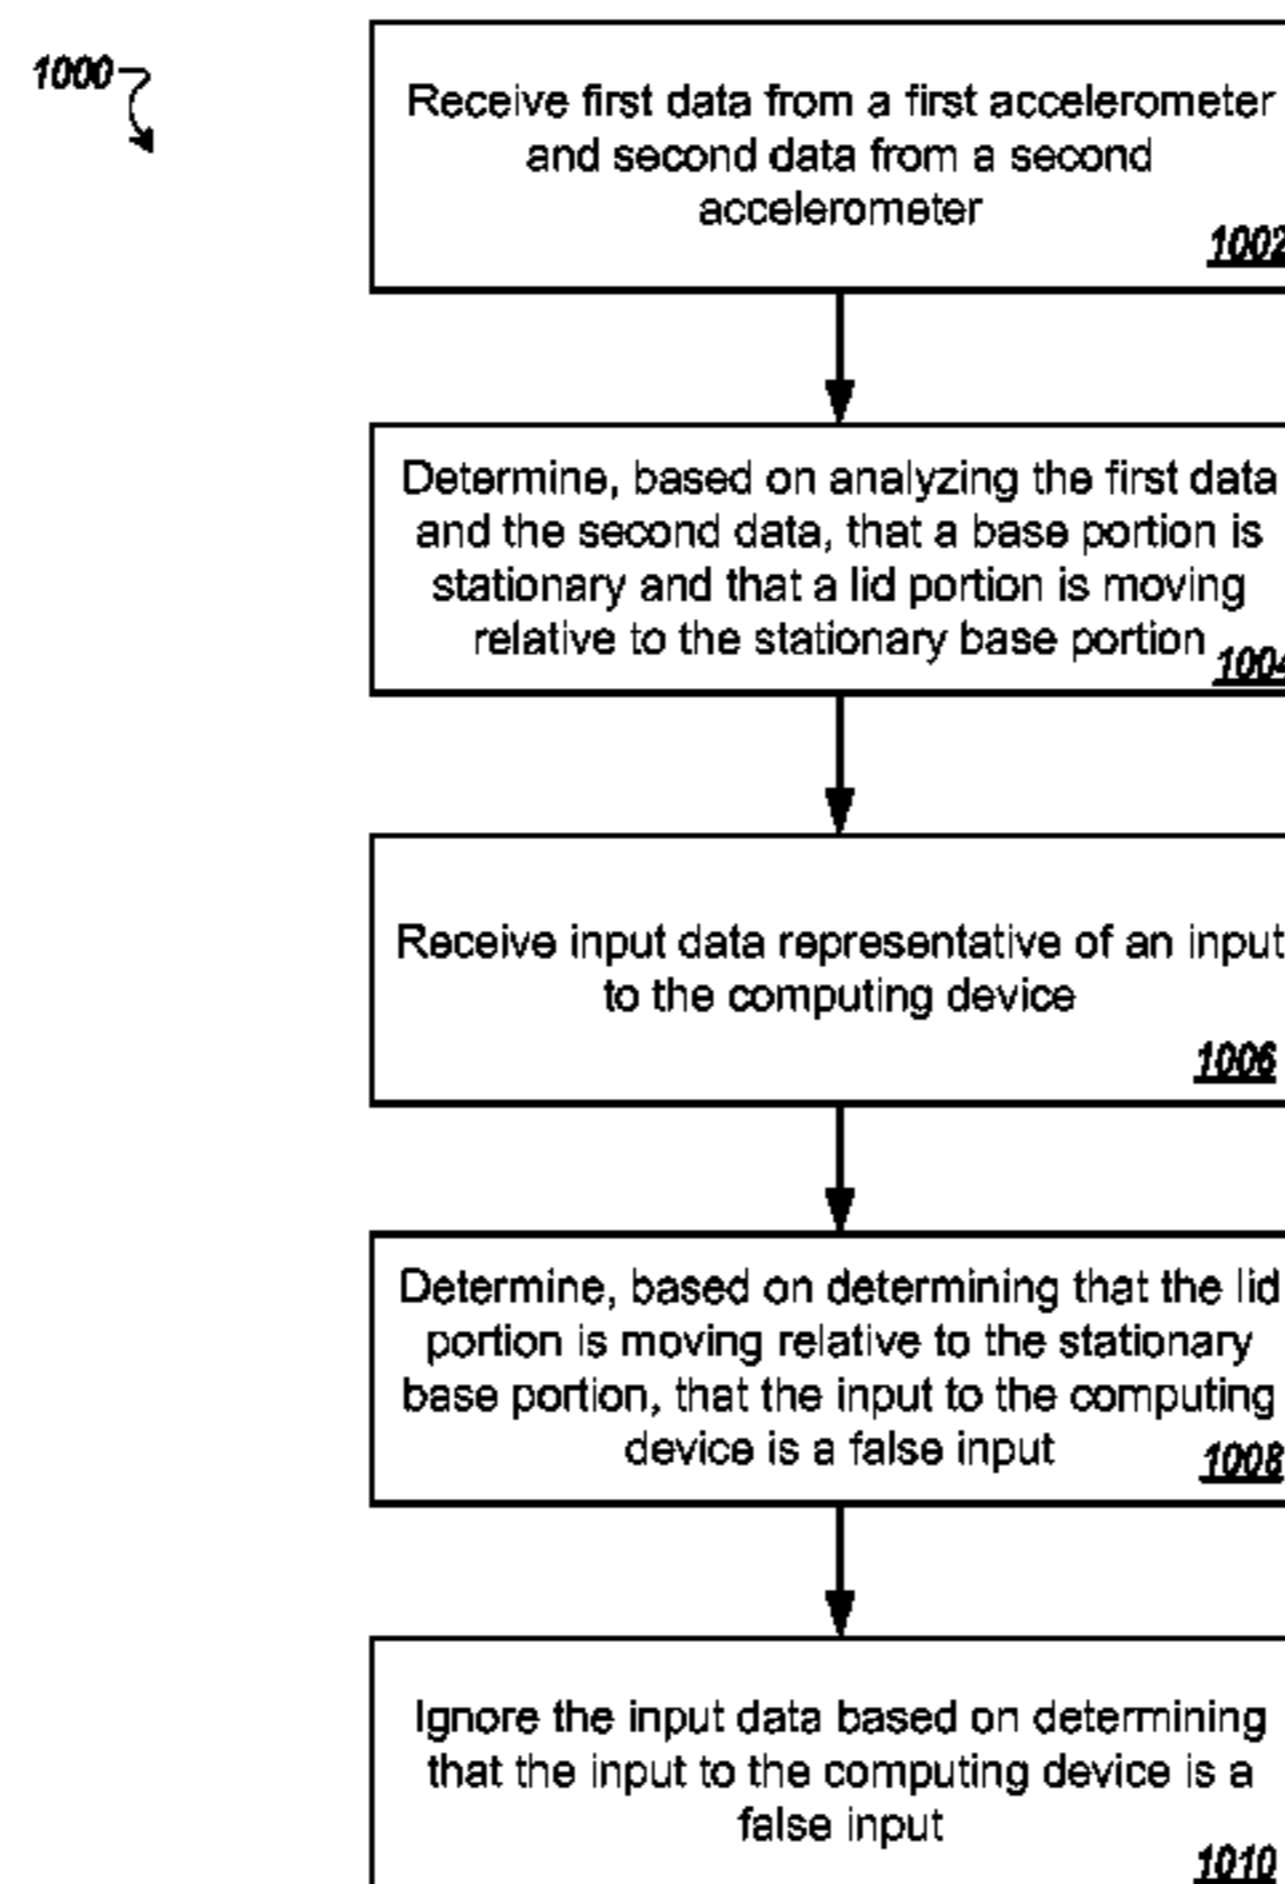 1000
Receive first data from a first accelerometer
and second data from a second
accelerometer
1002
Determine, based on analyzing the first data
and the second data, that a base portion is
stationary and that a lid portion is moving
relative to the stationary base portion
1004
Receive input data representative of an input
to the computing device
1006
Determine, based on determining that the lid
portion is moving relative to the stationary
base portion, that the input to the computing
device is a false input
1008
Ignore the input data based on determining
that the input to the computing device is a
false input
1010